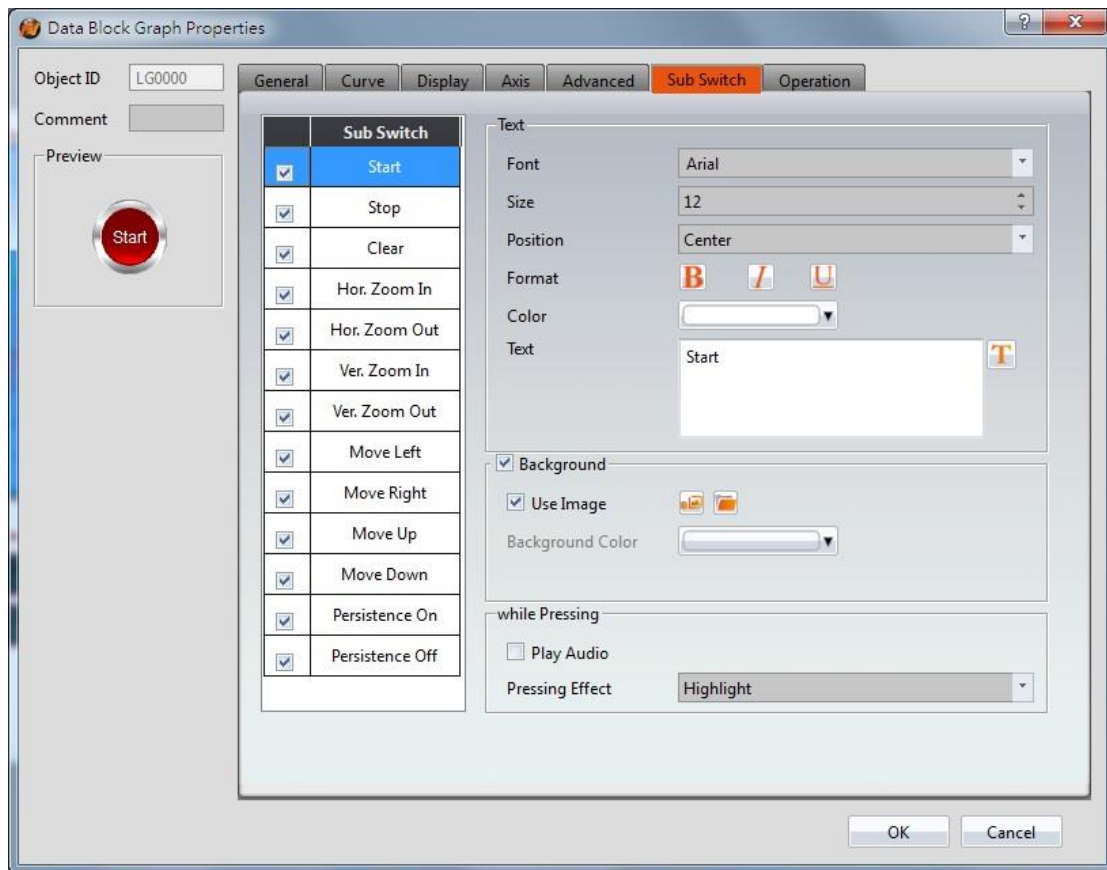 Data Block Graph Properties
?
X
Object ID LG0000
Comment
Preview
Start
General Curve Display Axis Advanced Sub Switch Operation
Sub Switch
Start
Stop
Clear
Hor. Zoom In
Hor. Zoom Out
Ver. Zoom In
Ver. Zoom Out
Move Left
Move Right
Move Up
Move Down
Persistence On
Persistence Off
Text
Font Arial
Size 12
Position Center
Format B I U
Color
Text Start T
Background
Use Image
Background Color
while Pressing
Play Audio
Pressing Effect Highlight
OK Cancel